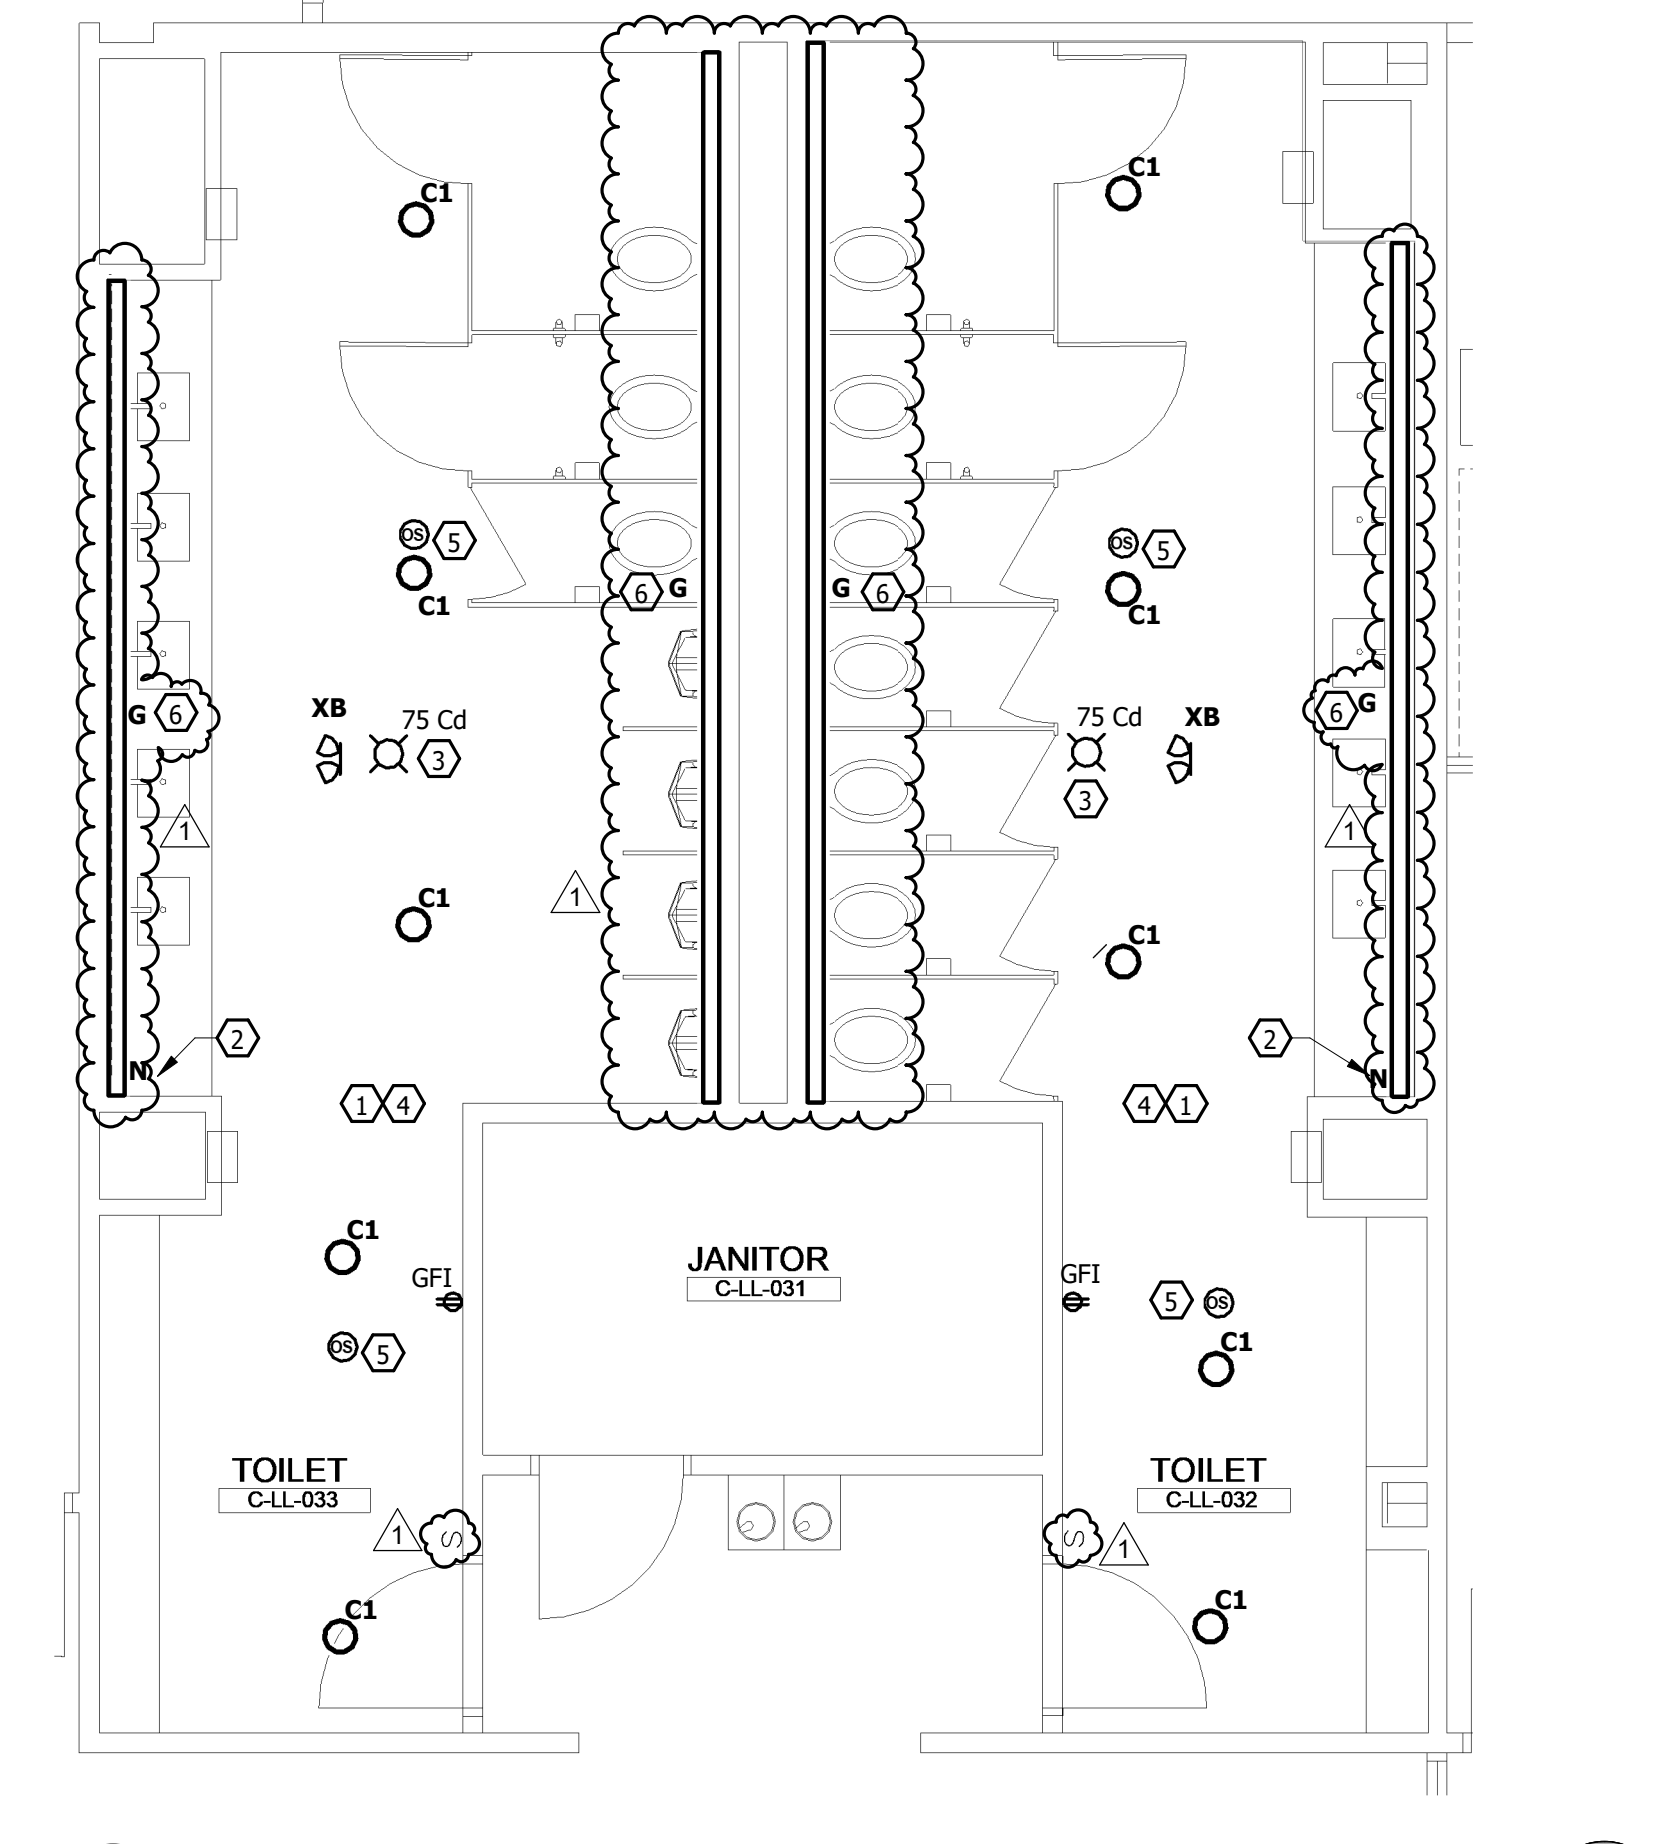 C1
C1
OS 5
OS 5
C1
C1
6 G
G 6
G 6
6 G
XB
75 Cd
3
75 Cd
XB
3
1
1
1
C1
C1
2
2
N
N
1 4
4 1
C1
GFI
JANITOR
C-LL-031
GFI
5 OS
OS 5
C1
TOILET
C-LL-033
TOILET
C-LL-032
1 S
S 1
C1
C1